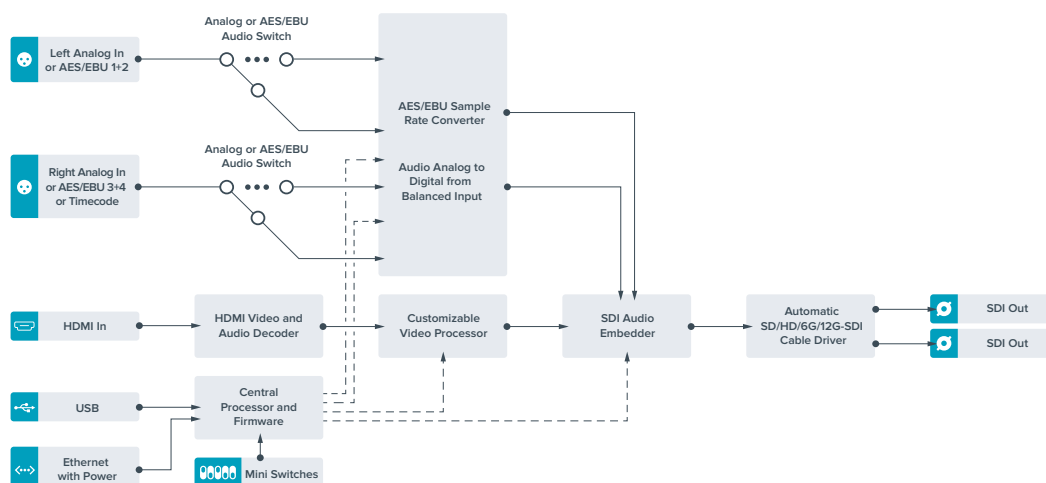 Analog or AES/EBU
Audio Switch
Left Analog In
or AES/EBU 1+2
AES/EBU Sample
Rate Converter
Analog or AES/EBU
Audio Switch
Right Analog In
or AES/EBU 3+4
or Timecode
Audio Analog to
Digital from
Balanced Input
HDMI In
HDMI Video and
Audio Decoder
Customizable
Video Processor
SDI Audio
Embedder
Automatic
SD/HD/6G/12G-SDI
Cable Driver
SDI Out
SDI Out
USB
Central
Processor and
Firmware
Ethernet
with Power
Mini Switches